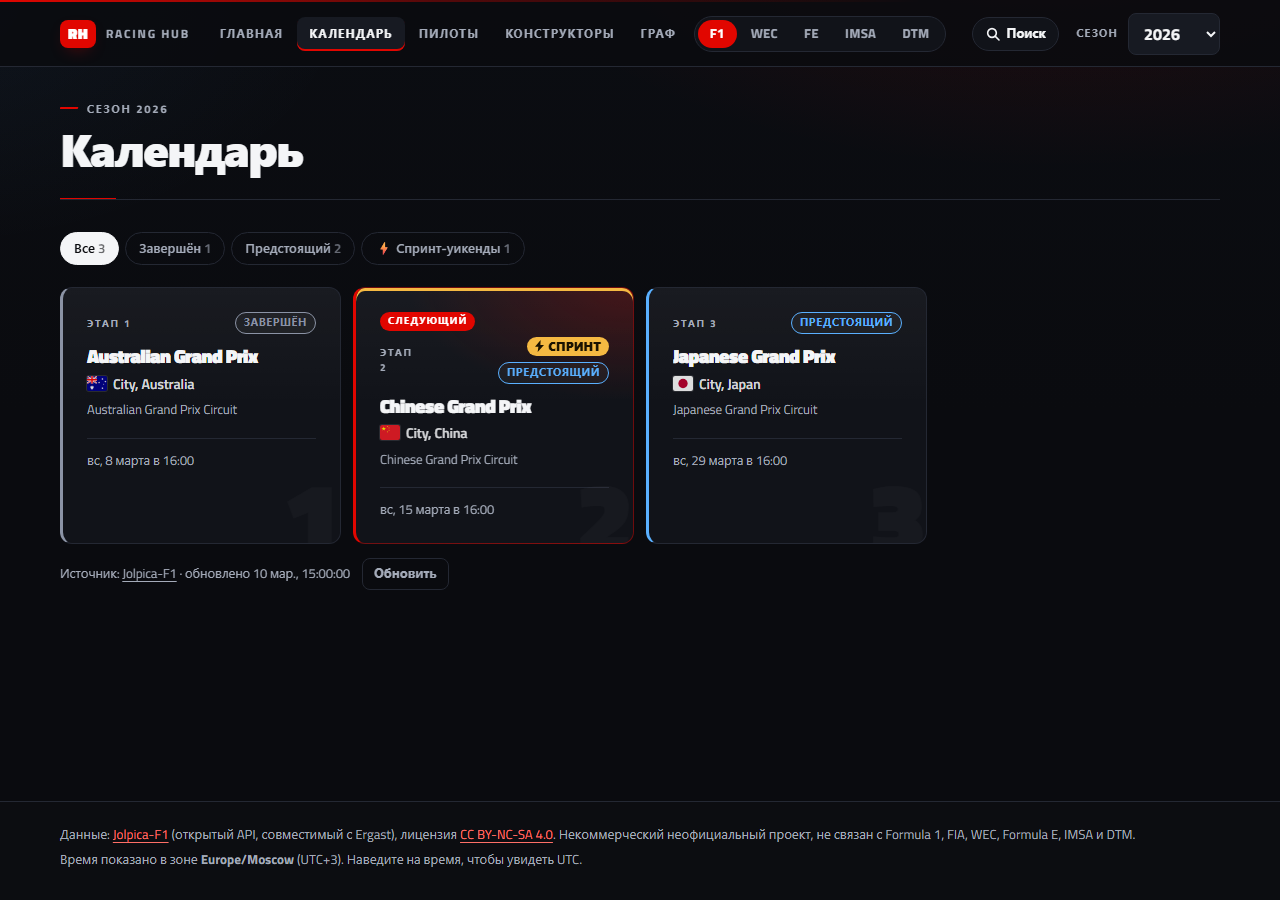 RH RACING HUB ГЛАВНАЯ КАЛЕНДАРЬ ПИЛОТЫ КОНСТРУКТОРЫ ГРАФ F1 WEC FE IMSA DTM Поиск СЕЗОН 2026
СЕЗОН 2026
Календарь
Все 3 Завершён 1 Предстоящий 2 Спринт-уикенды 1
ЭТАП 1 ЗАВЕРШЁН
Australian Grand Prix
City, Australia
Australian Grand Prix Circuit
вс, 8 марта в 16:00
1
СЛЕДУЮЩИЙ
ЭТАП
2
СПРИНТ
ПРЕДСТОЯЩИЙ
Chinese Grand Prix
City, China
Chinese Grand Prix Circuit
вс, 15 марта в 16:00
2
ЭТАП 3 ПРЕДСТОЯЩИЙ
Japanese Grand Prix
City, Japan
Japanese Grand Prix Circuit
вс, 29 марта в 16:00
3
Источник: Jolpica-F1 · обновлено 10 мар., 15:00:00 Обновить
Данные: Jolpica-F1 (открытый API, совместимый с Ergast), лицензия CC BY-NC-SA 4.0. Некоммерческий неофициальный проект, не связан с Formula 1, FIA, WEC, Formula E, IMSA и DTM.
Время показано в зоне Europe/Moscow (UTC+3). Наведите на время, чтобы увидеть UTC.